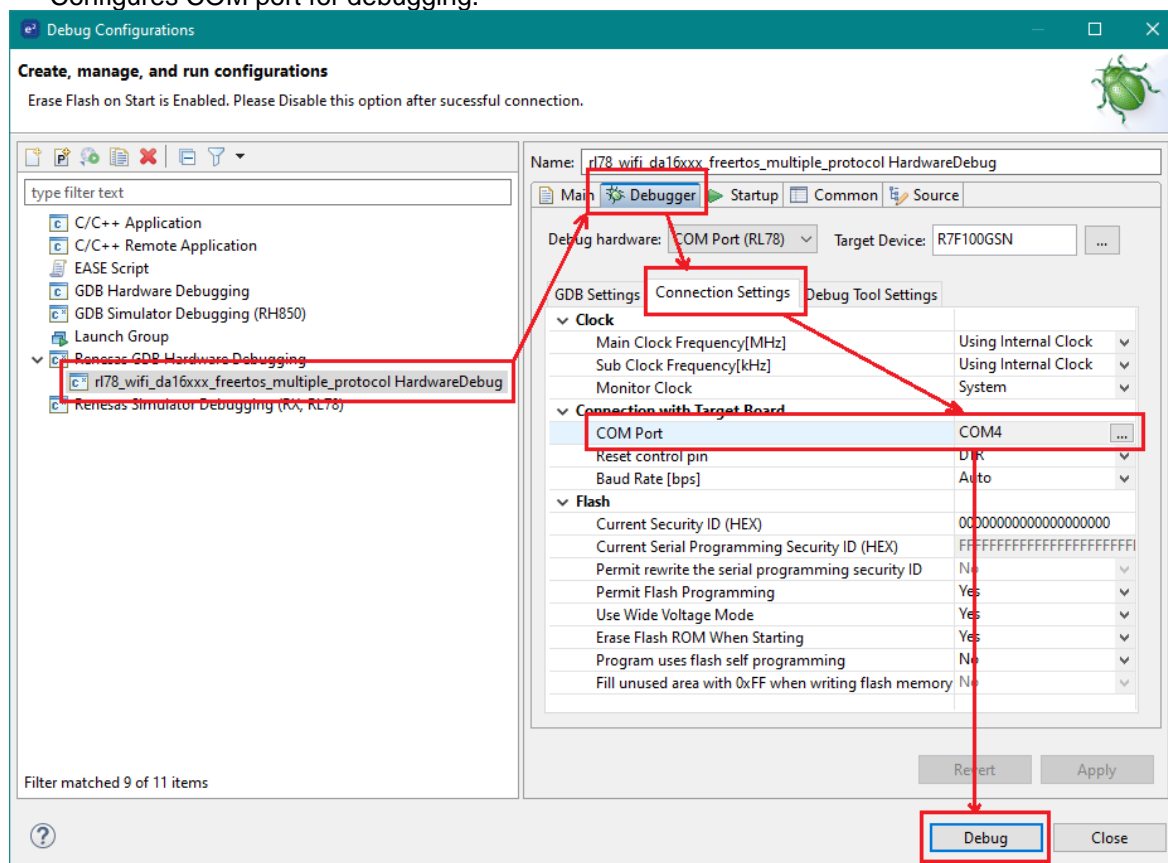 Configures COM port for debugging.
Debug Configurations
Create, manage, and run configurations
Erase Flash on Start is Enabled. Please Disable this option after sucessful connection.
type filter text
C/C++ Application
C/C++ Remote Application
EASE Script
GDB Hardware Debugging
GDB Simulator Debugging (RH850)
Launch Group
Renesas GDB Hardware Debugging
rl78_wifi_da16xxx_freertos_multiple_protocol HardwareDebug
Renesas Simulator Debugging (RX, RL78)
Filter matched 9 of 11 items
Name: rl78_wifi_da16xxx_freertos_multiple_protocol HardwareDebug
Main Debugger Startup Common Source
Debug hardware: COM Port (RL78) Target Device: R7F100GSN ...
GDB Settings Connection Settings Debug Tool Settings
Clock
Main Clock Frequency[MHz] Using Internal Clock
Sub Clock Frequency[kHz] Using Internal Clock
Monitor Clock System
Connection with Target Board
COM Port COM4 ...
Reset control pin DTR
Baud Rate [bps] Auto
Flash
Current Security ID (HEX) 00000000000000000000
Current Serial Programming Security ID (HEX)
Permit rewrite the serial programming security ID No
Permit Flash Programming Yes
Use Wide Voltage Mode Yes
Erase Flash ROM When Starting Yes
Program uses flash self programming No
Fill unused area with 0xFF when writing flash memory No
Revert Apply
? Debug Close